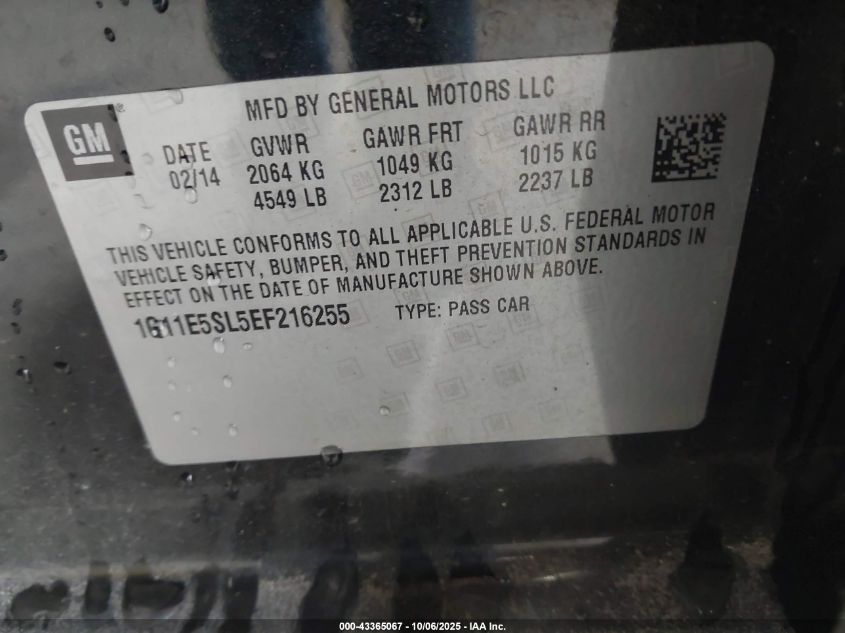 MFD BY GENERAL MOTORS LLC
GM
DATE GVWR GAWR FRT GAWR RR
02/14 2064 KG 1049 KG 1015 KG
4549 LB 2312 LB 2237 LB
THIS VEHICLE CONFORMS TO ALL APPLICABLE U.S. FEDERAL MOTOR
VEHICLE SAFETY, BUMPER, AND THEFT PREVENTION STANDARDS IN
EFFECT ON THE DATE OF MANUFACTURE SHOWN ABOVE.
1G11E5SL5EF216255 TYPE: PASS CAR
000-43365067 - 10/06/2025 - IAA Inc.